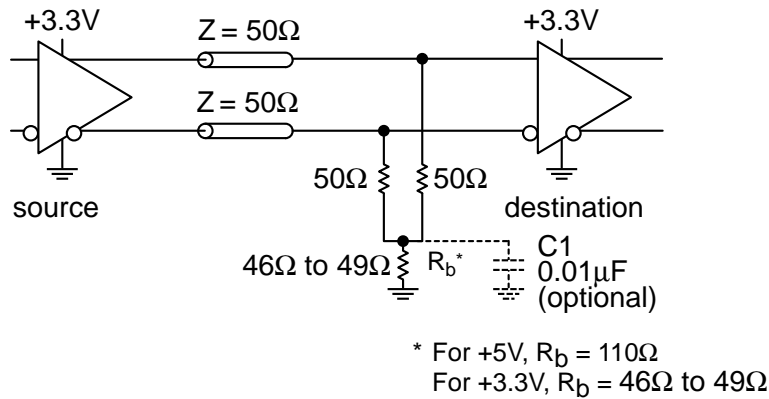 +3.3V
+3.3V
Z = 50Ω
Z = 50Ω
50Ω
50Ω
source
destination
46Ω to 49Ω
Rb*
C1
0.01µF
(optional)
* For +5V, Rb = 110Ω
For +3.3V, Rb = 46Ω to 49Ω